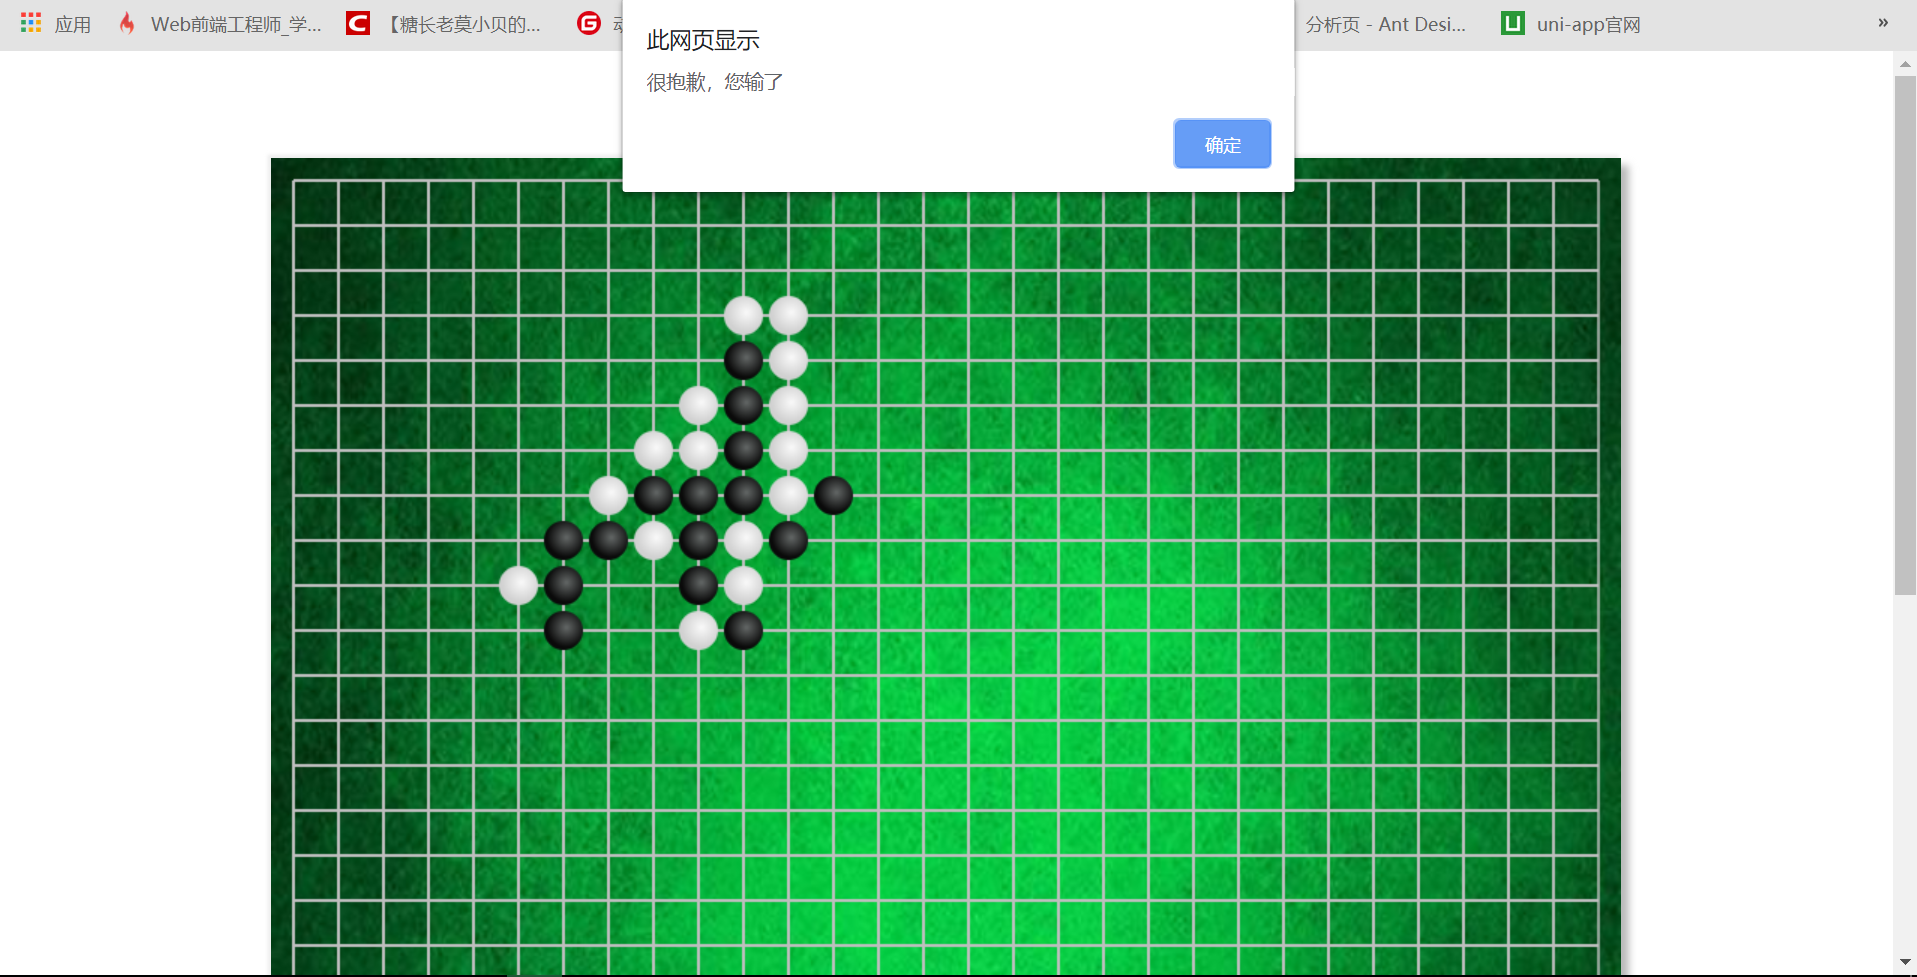 应用 Web前端工程师_学... 【糖长老莫小贝的... 分析页 - Ant Desi... uni-app官网 »
此网页显示
很抱歉，您输了
确定